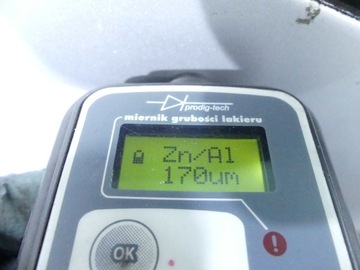 prodig-tech
miernik grubości lakieru
Zn/Al
170um
OK
!